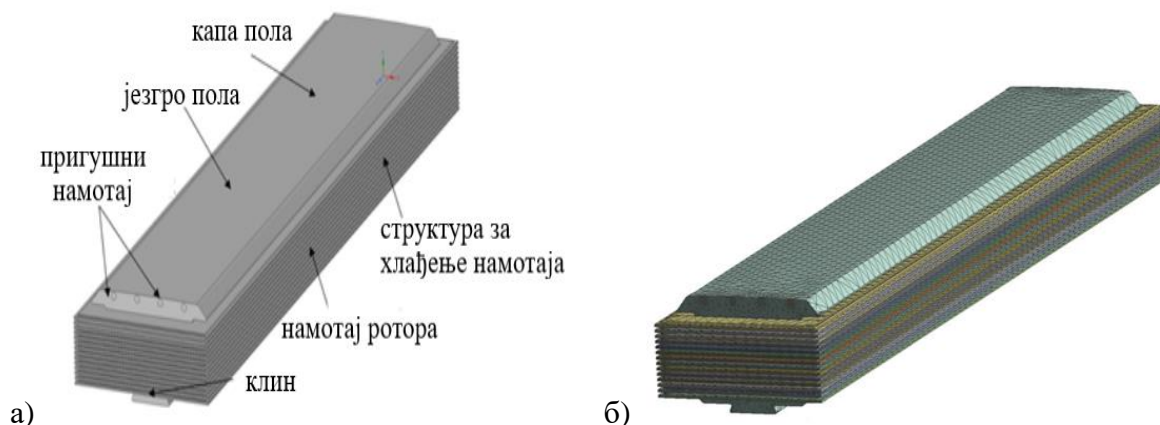 капа пола
језгро пола
пригушни
намотај
структура за
хлађење намотаја
намотај ротора
клин
а)
б)